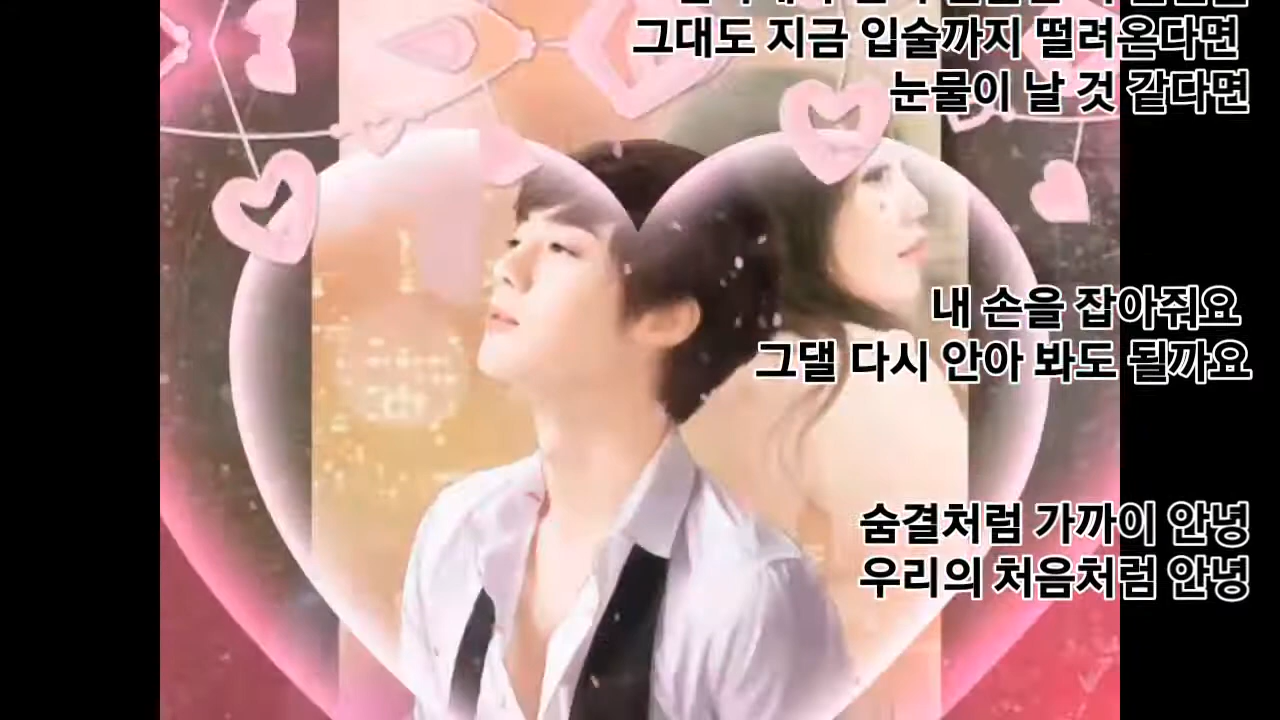 그대도 지금 입술까지 떨려온다면
눈물이 날 것 같다면
내 손을 잡아줘요
그댈 다시 안아 봐도 될까요
숨결처럼 가까이 안녕
우리의 처음처럼 안녕